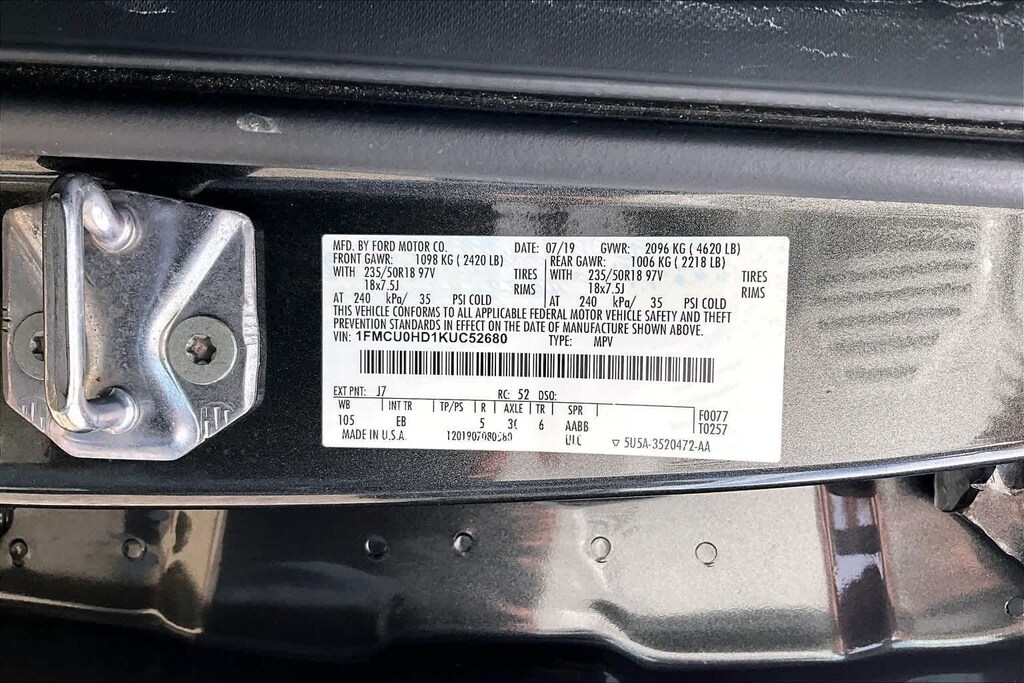 MFD. BY FORD MOTOR CO. DATE: 07/19 GVWR: 2096 KG ( 4620 LB)
FRONT GAWR: 1098 KG ( 2420 LB) REAR GAWR: 1006 KG ( 2218 LB)
WITH 235/50R18 97V TIRES WITH 235/50R18 97V TIRES
18x7.5J RIMS 18x7.5J RIMS
AT 240 kPa/ 35 PSI COLD AT 240 kPa/ 35 PSI COLD
THIS VEHICLE CONFORMS TO ALL APPLICABLE FEDERAL MOTOR VEHICLE SAFETY AND THEFT
PREVENTION STANDARDS IN EFFECT ON THE DATE OF MANUFACTURE SHOWN ABOVE.
VIN: 1FMCU0HD1KUC52680 TYPE: MPV
EXT PNT: J7 RC: 52 DSO:
WB INT TR TP/PS R AXLE TR SPR F0077
105 EB 5 6 AABB T0257
MADE IN U.S.A. ▽ 5U5A-3520472-AA